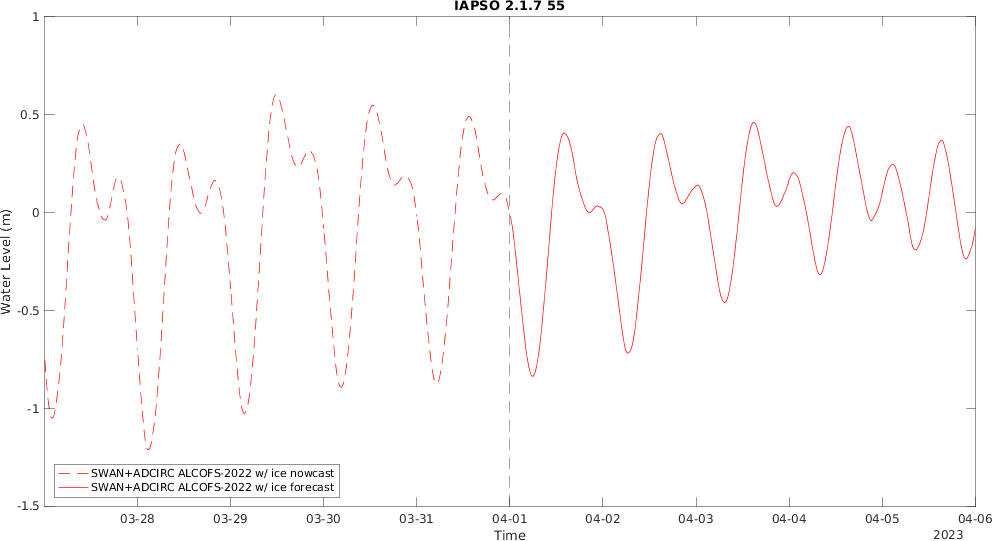 IAPSO 2.1.7 55
1
0.5
0
-0.5
-1
-1.5
Water Level (m)
SWAN+ADCIRC ALCOFS-2022 w/ ice nowcast
SWAN+ADCIRC ALCOFS-2022 w/ ice forecast
03-28 03-29 03-30 03-31 04-01 04-02 04-03 04-04 04-05 04-06
Time
2023